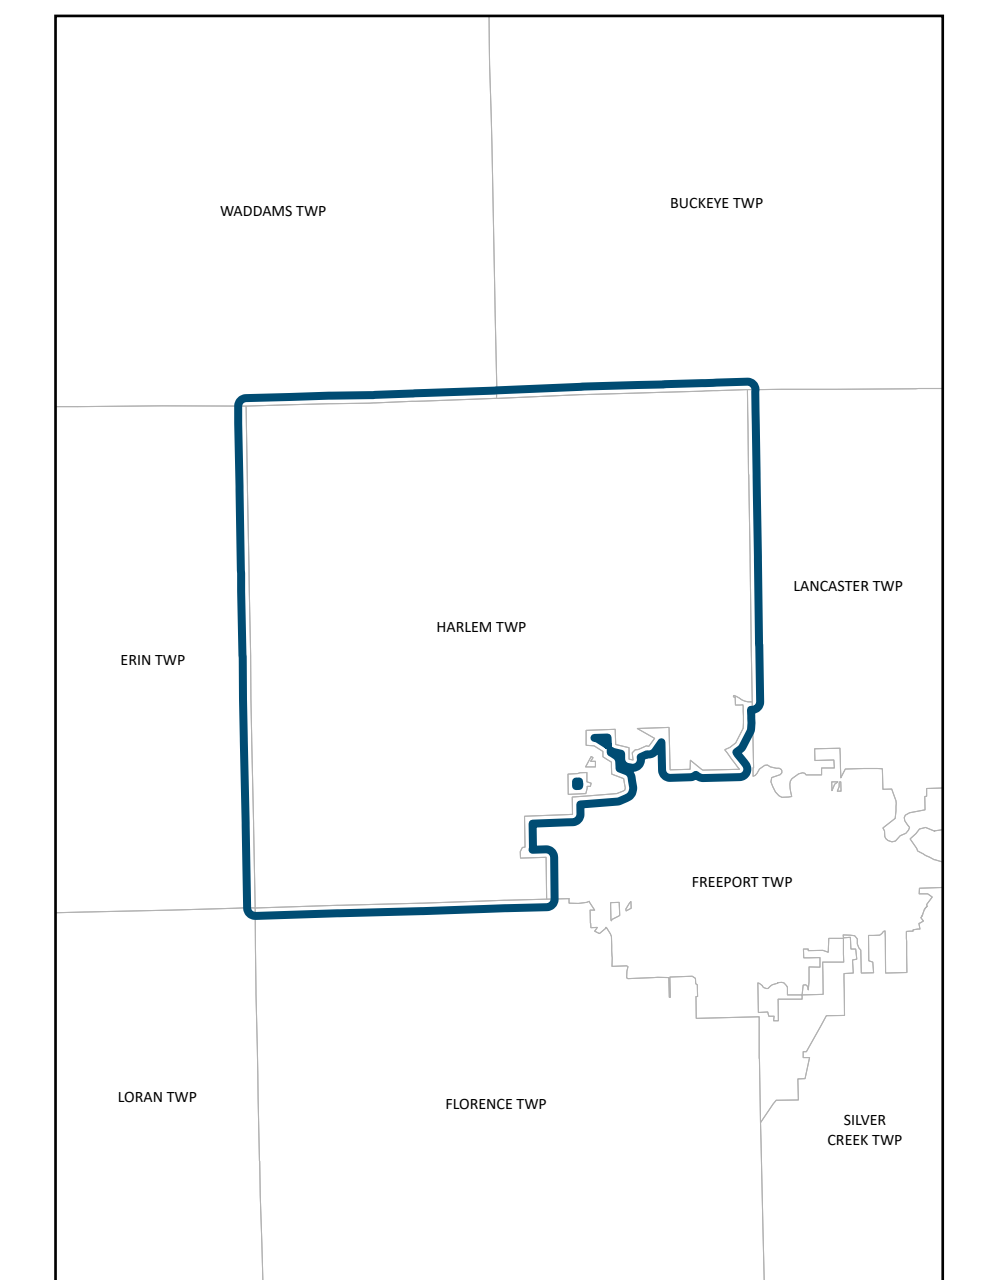 WADDAMS TWP
BUCKEYE TWP
LANCASTER TWP
HARLEM TWP
ERIN TWP
FREEPORT TWP
LORAN TWP
FLORENCE TWP
SILVER
CREEK TWP